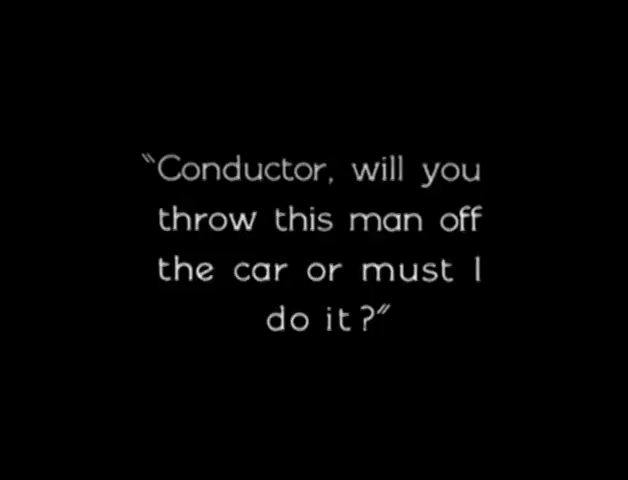 "Conductor, will you
throw this man off
the car or must I
do it?"